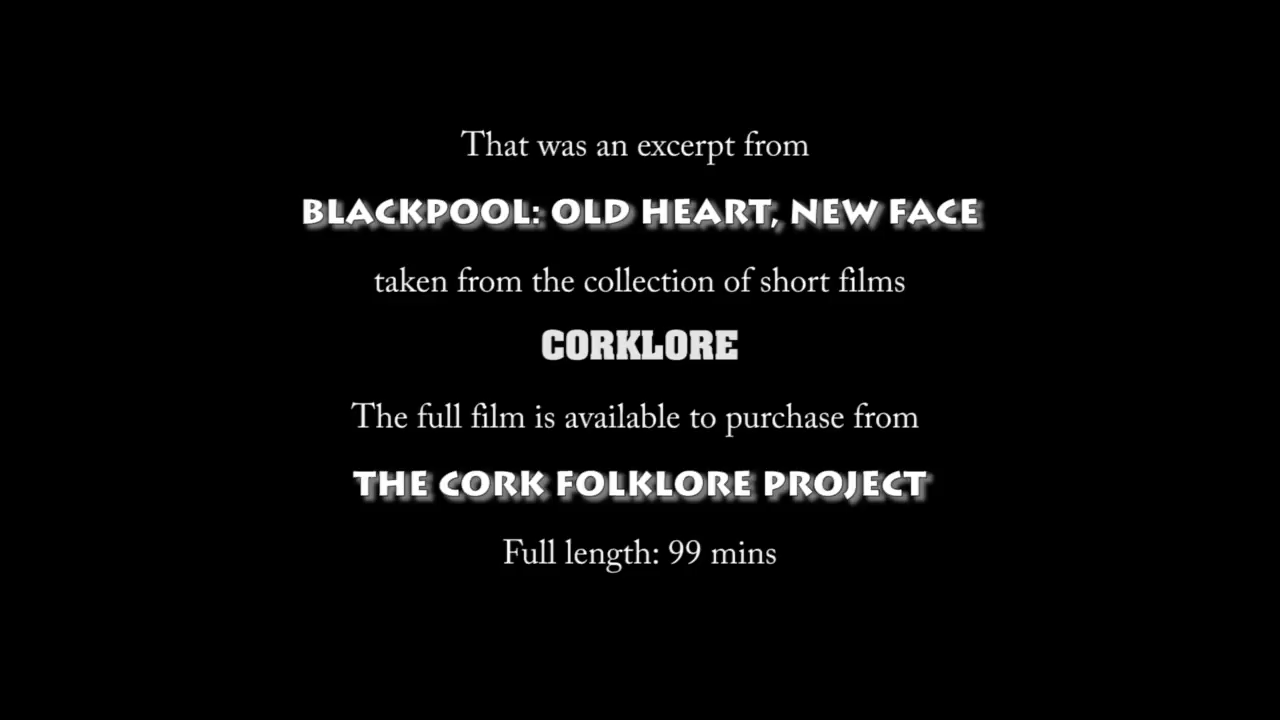 That was an excerpt from
BLACKPOOL: OLD HEART, NEW FACE
taken from the collection of short films
CORKLORE
The full film is available to purchase from
THE CORK FOLKLORE PROJECT
Full length: 99 mins